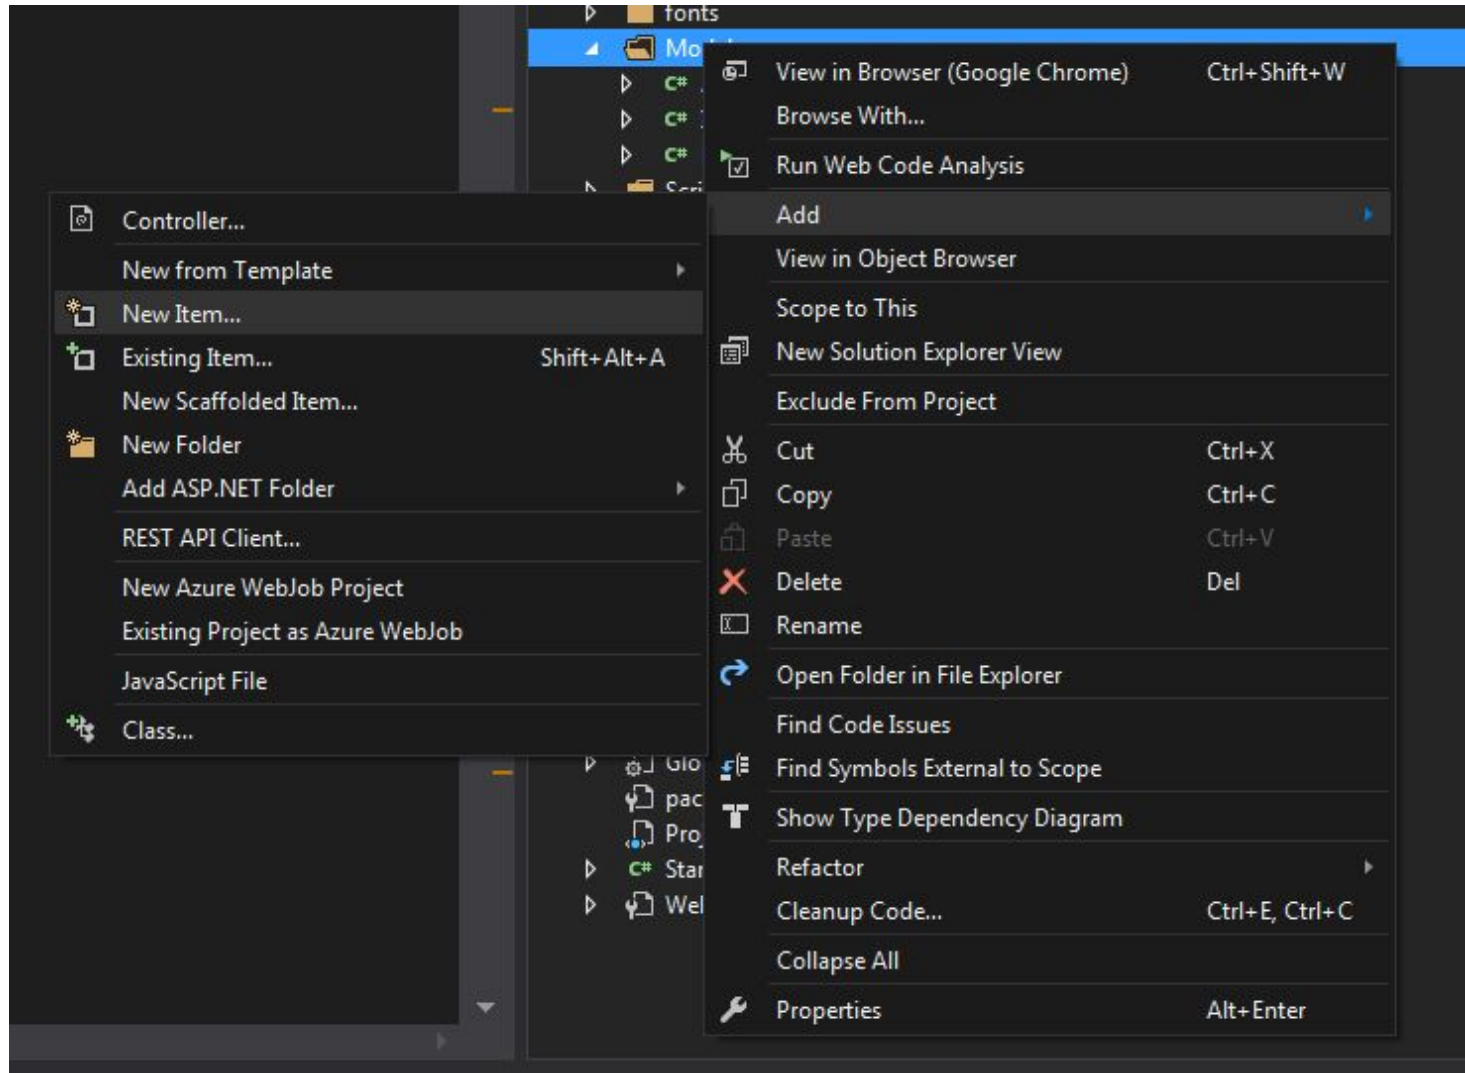 fonts
View in Browser (Google Chrome) Ctrl+Shift+W
Browse With...
C#
C#
C#
Run Web Code Analysis
Add
View in Object Browser
Scope to This
New Solution Explorer View
Exclude From Project
Cut Ctrl+X
Copy Ctrl+C
Paste Ctrl+V
Delete Del
Rename
Open Folder in File Explorer
Find Code Issues
Find Symbols External to Scope
Show Type Dependency Diagram
Refactor
Cleanup Code... Ctrl+E, Ctrl+C
Collapse All
Properties Alt+Enter
Controller...
New from Template
New Item...
Existing Item... Shift+Alt+A
New Scaffolded Item...
New Folder
Add ASP.NET Folder
REST API Client...
New Azure WebJob Project
Existing Project as Azure WebJob
JavaScript File
Class...
Glo
pac
Pro
C# Star
Wel